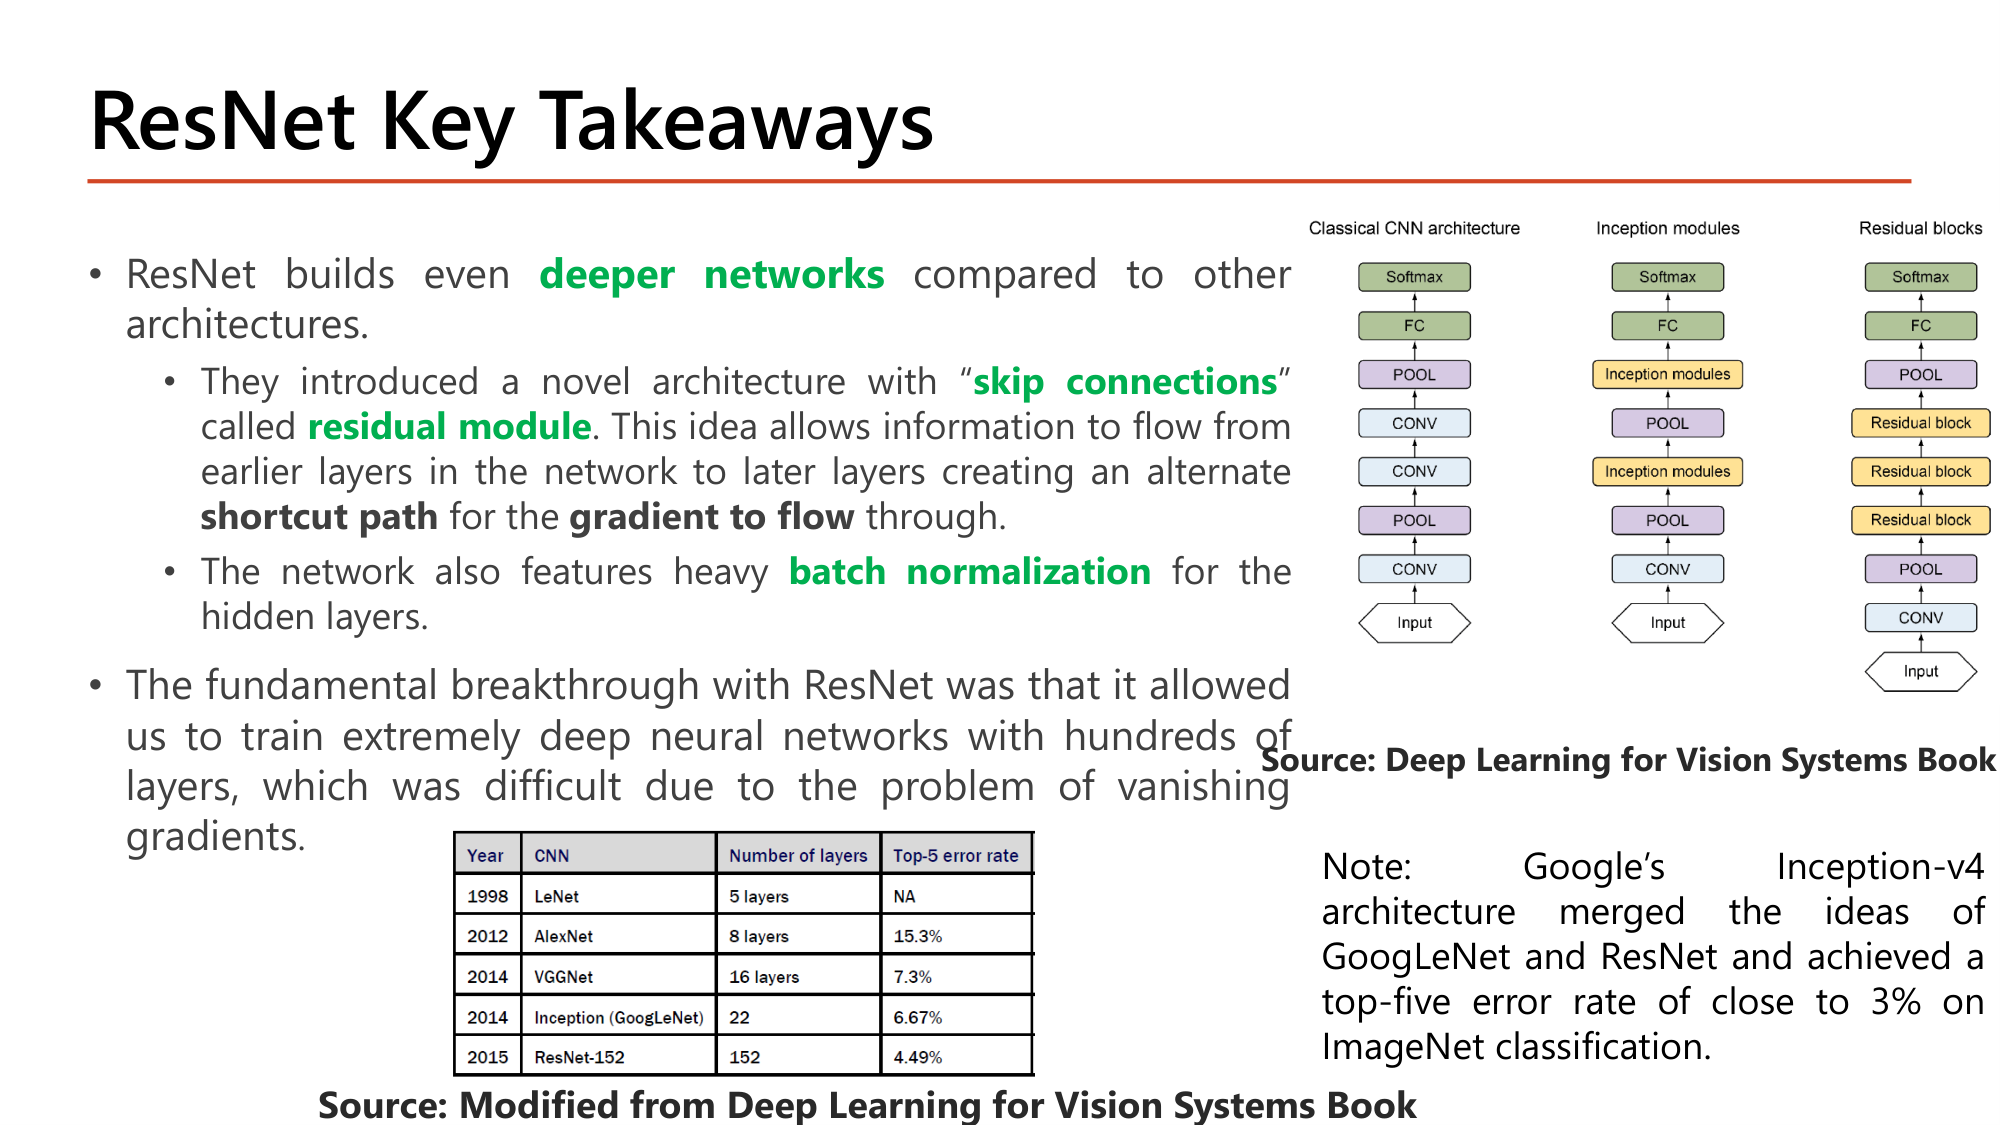 ResNet Key Takeaways
• ResNet builds even deeper networks compared to other
architectures.
• They introduced a novel architecture with “skip connections”
called residual module. This idea allows information to flow from
earlier layers in the network to later layers creating an alternate
shortcut path for the gradient to flow through.
• The network also features heavy batch normalization for the
hidden layers.
• The fundamental breakthrough with ResNet was that it allowed
us to train extremely deep neural networks with hundreds of
layers, which was difficult due to the problem of vanishing
gradients.
Year CNN Number of layers Top-5 error rate
1998 LeNet 5 layers NA
2012 AlexNet 8 layers 15.3%
2014 VGGNet 16 layers 7.3%
2014 Inception (GoogLeNet) 22 6.67%
2015 ResNet-152 152 4.49%
Source: Modified from Deep Learning for Vision Systems Book
Classical CNN architecture
Softmax
FC
POOL
CONV
CONV
POOL
CONV
Input
Inception modules
Softmax
FC
Inception modules
POOL
Inception modules
POOL
CONV
Input
Residual blocks
Softmax
FC
POOL
Residual block
Residual block
Residual block
POOL
CONV
Input
Source: Deep Learning for Vision Systems Book
Note: Google’s Inception-v4
architecture merged the ideas of
GoogLeNet and ResNet and achieved a
top-five error rate of close to 3% on
ImageNet classification.